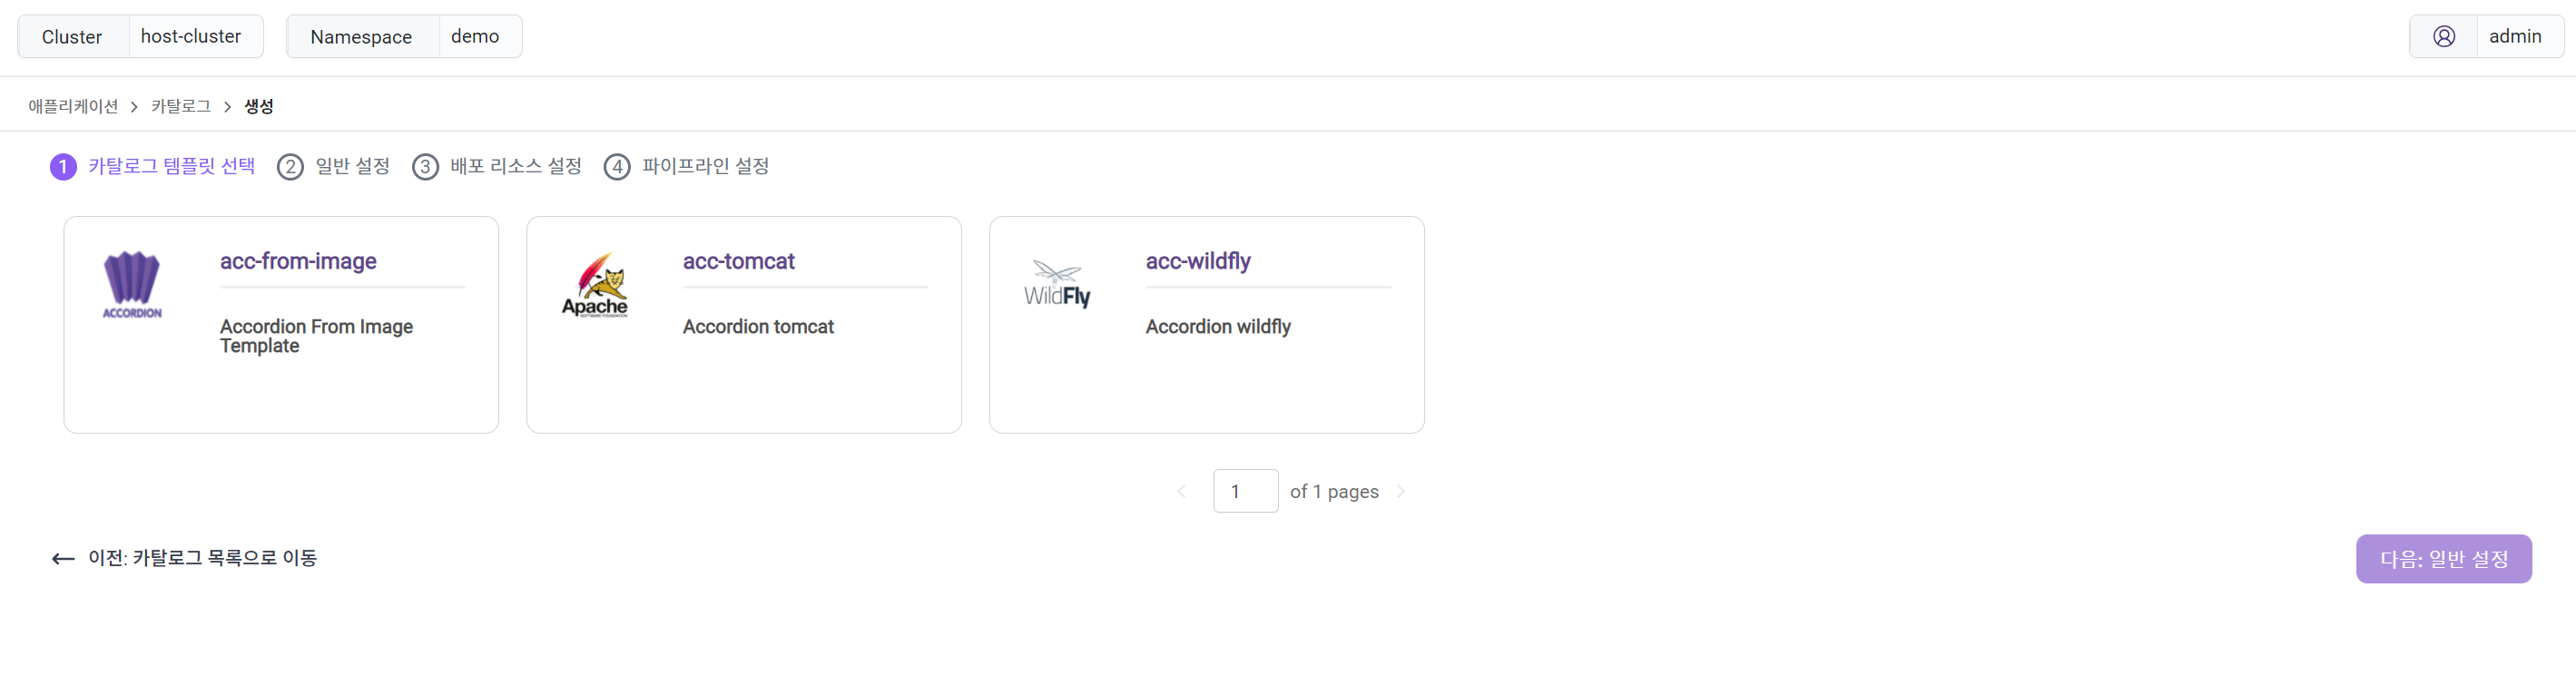 Cluster host-cluster Namespace demo admin
애플리케이션 > 카탈로그 > 생성
1 카탈로그 템플릿 선택 2 일반 설정 3 배포 리소스 설정 4 파이프라인 설정
ACCORDION
acc-from-image
Accordion From Image
Template
Apache
SOFTWARE FOUNDATION
acc-tomcat
Accordion tomcat
WildFly
acc-wildfly
Accordion wildfly
1 of 1 pages
이전: 카탈로그 목록으로 이동
다음: 일반 설정